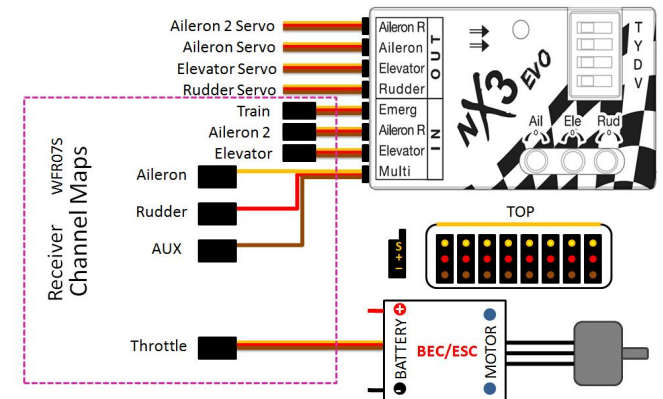 Aileron 2 Servo
Aileron Servo
Elevator Servo
Rudder Servo
Train
Aileron 2
Elevator
Aileron
Rudder
AUX
Throttle
Receiver WFR07S
Channel Maps
Aileron R
Aileron
Elevator
Rudder
OUT
Emerg
Aileron R
Elevator
Multi
IN
NX3 EVO
T
Y
D
V
Ail Ele Rud
TOP
S
+
−
+
BATTERY
-
BEC/ESC
MOTOR